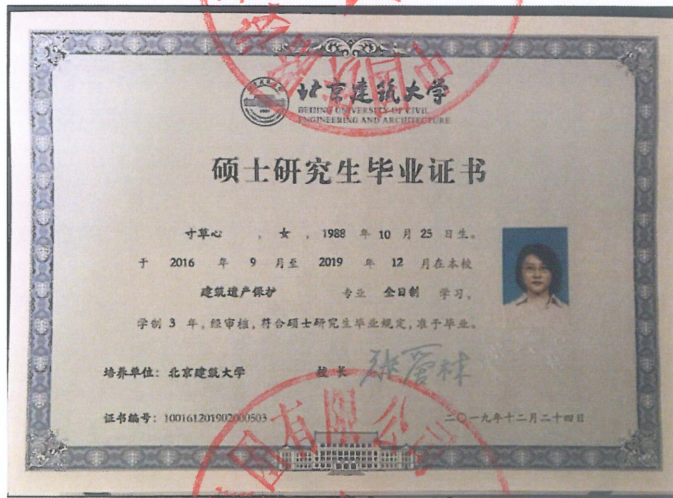 北京建筑大学
BEIJING UNIVERSITY OF CIVIL
ENGINEERING AND ARCHITECTURE
硕士研究生毕业证书
寸草心 , 女 , 1988 年 10 月 25 日生。
于 2016 年 9 月至 2019 年 12 月在本校
建筑遗产保护 专业 全日制 学习,
学制 3 年, 经审核, 符合硕士研究生毕业规定, 准予毕业。
培养单位: 北京建筑大学 校 长
证书编号: 100161201902000503 二〇一九年十二月二十四日
有限公司